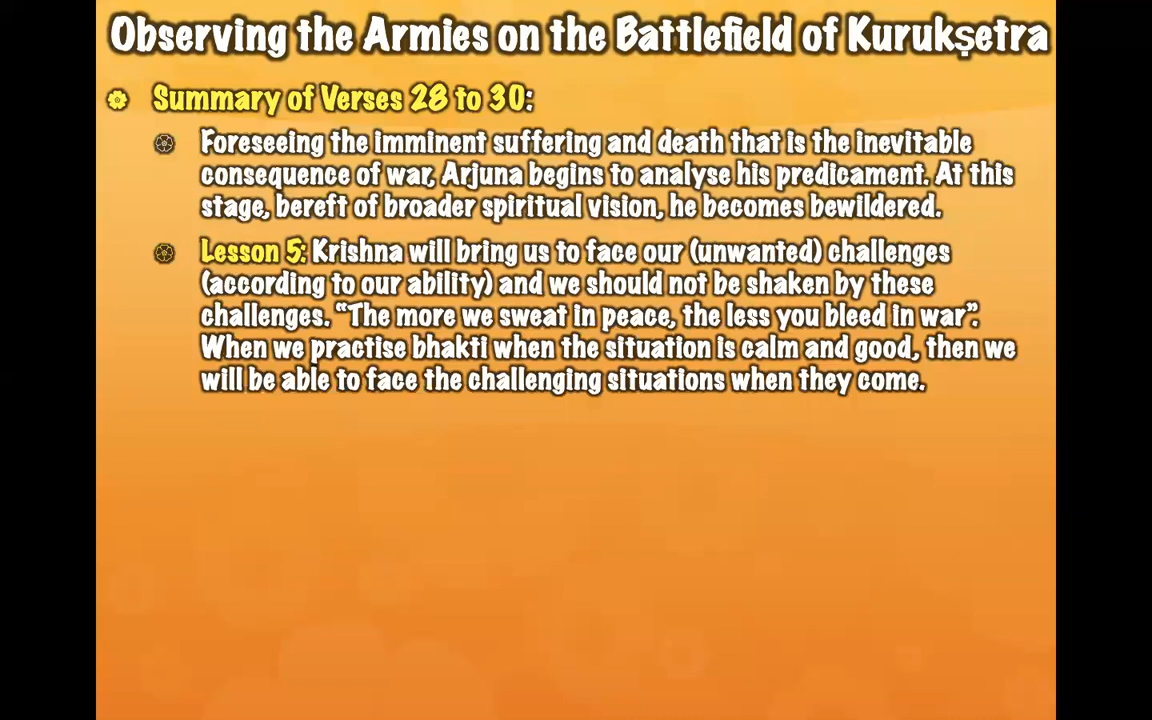 Observing the Armies on the Battlefield of Kurukṣetra
Summary of Verses 28 to 30:
Foreseeing the imminent suffering and death that is the inevitable
consequence of war, Arjuna begins to analyse his predicament. At this
stage, bereft of broader spiritual vision, he becomes bewildered.
Lesson 5: Krishna will bring us to face our (unwanted) challenges
(according to our ability) and we should not be shaken by these
challenges. “The more we sweat in peace, the less you bleed in war”.
When we practise bhakti when the situation is calm and good, then we
will be able to face the challenging situations when they come.